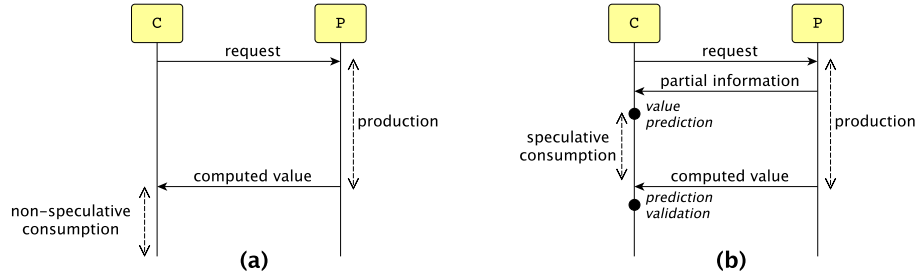 C
P
request
production
computed value
non-speculative
consumption
(a)
C
P
request
partial information
value
prediction
speculative
consumption
production
computed value
prediction
validation
(b)